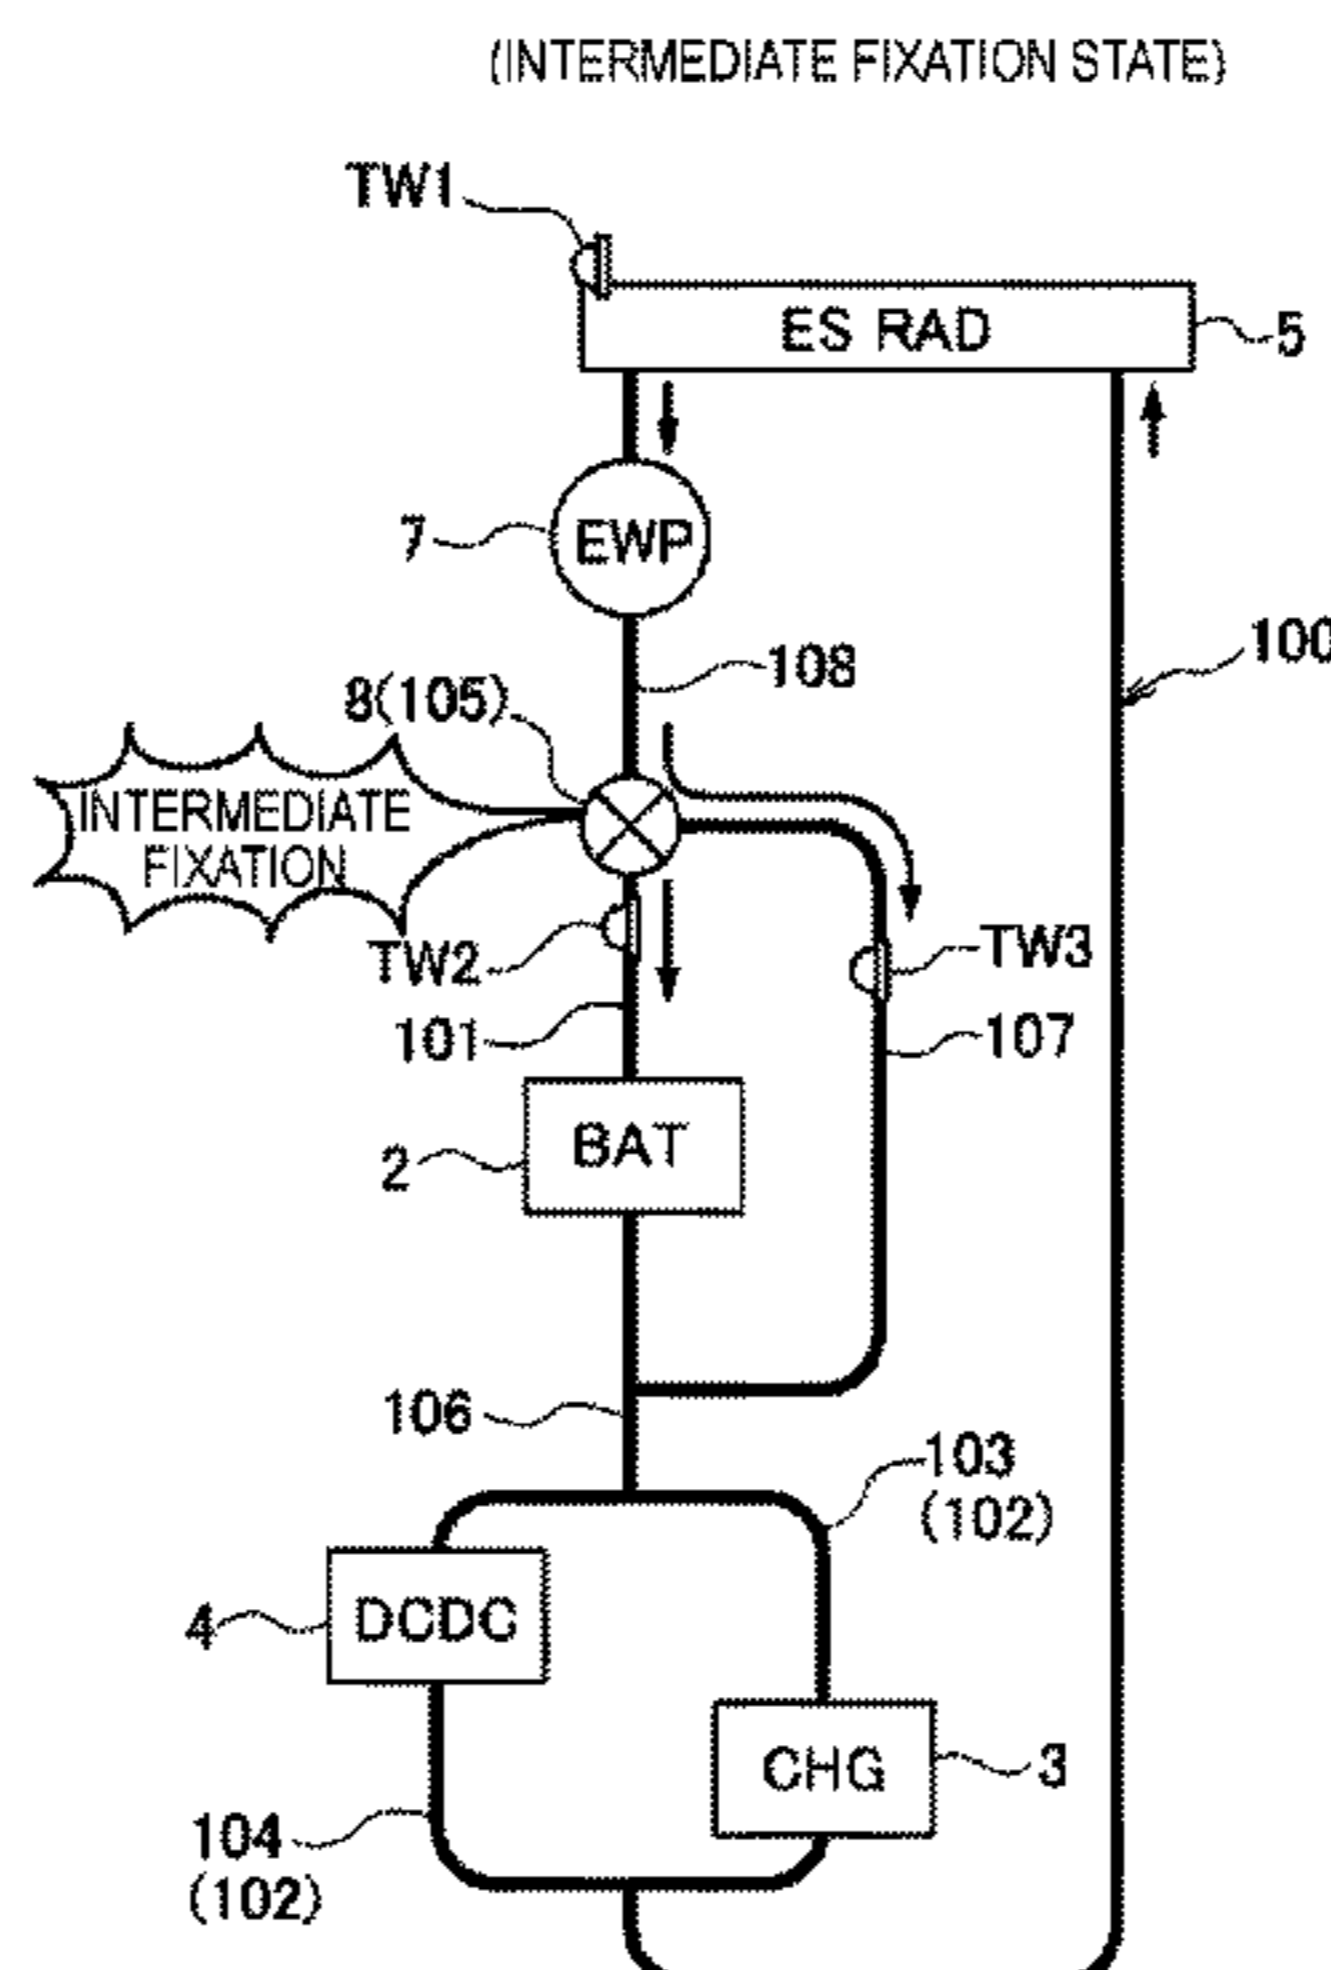 (INTERMEDIATE FIXATION STATE)
TW1
ES RAD
5
7
EWP
108
100
8(105)
INTERMEDIATE
FIXATION
TW2
TW3
101
107
2
BAT
106
103
(102)
4
DCDC
CHG
3
104
(102)